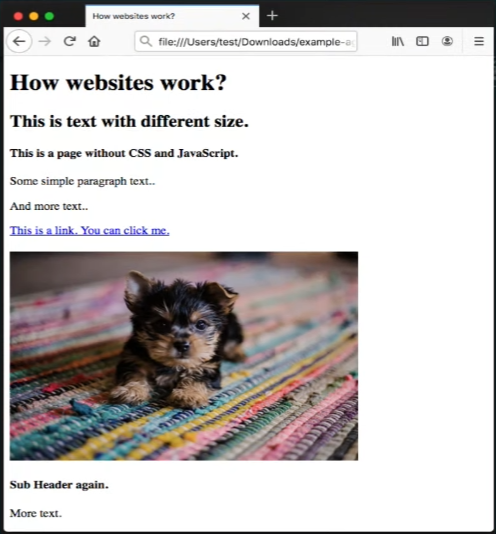 How websites work?
file:///Users/test/Downloads/example-a
How websites work?
This is text with different size.
This is a page without CSS and JavaScript.
Some simple paragraph text..
And more text..
This is a link. You can click me.
Sub Header again.
More text.